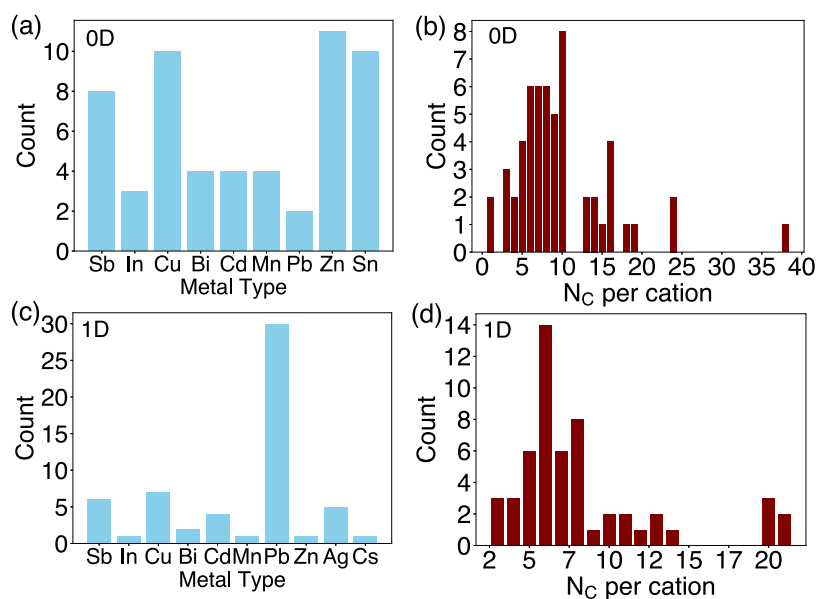 (a)
0D
Count
10
8
6
4
2
0
Sb In Cu Bi Cd Mn Pb Zn Sn
Metal Type
(b)
0D
Count
8
7
6
5
4
3
2
1
0
0 5 10 15 20 25 30 35 40
N_C per cation
(c)
1D
Count
30
25
20
15
10
5
0
Sb In Cu Bi Cd Mn Pb Zn Ag Cs
Metal Type
(d)
1D
Count
14
12
10
8
6
4
2
0
2 5 7 10 12 15 17 20
N_C per cation